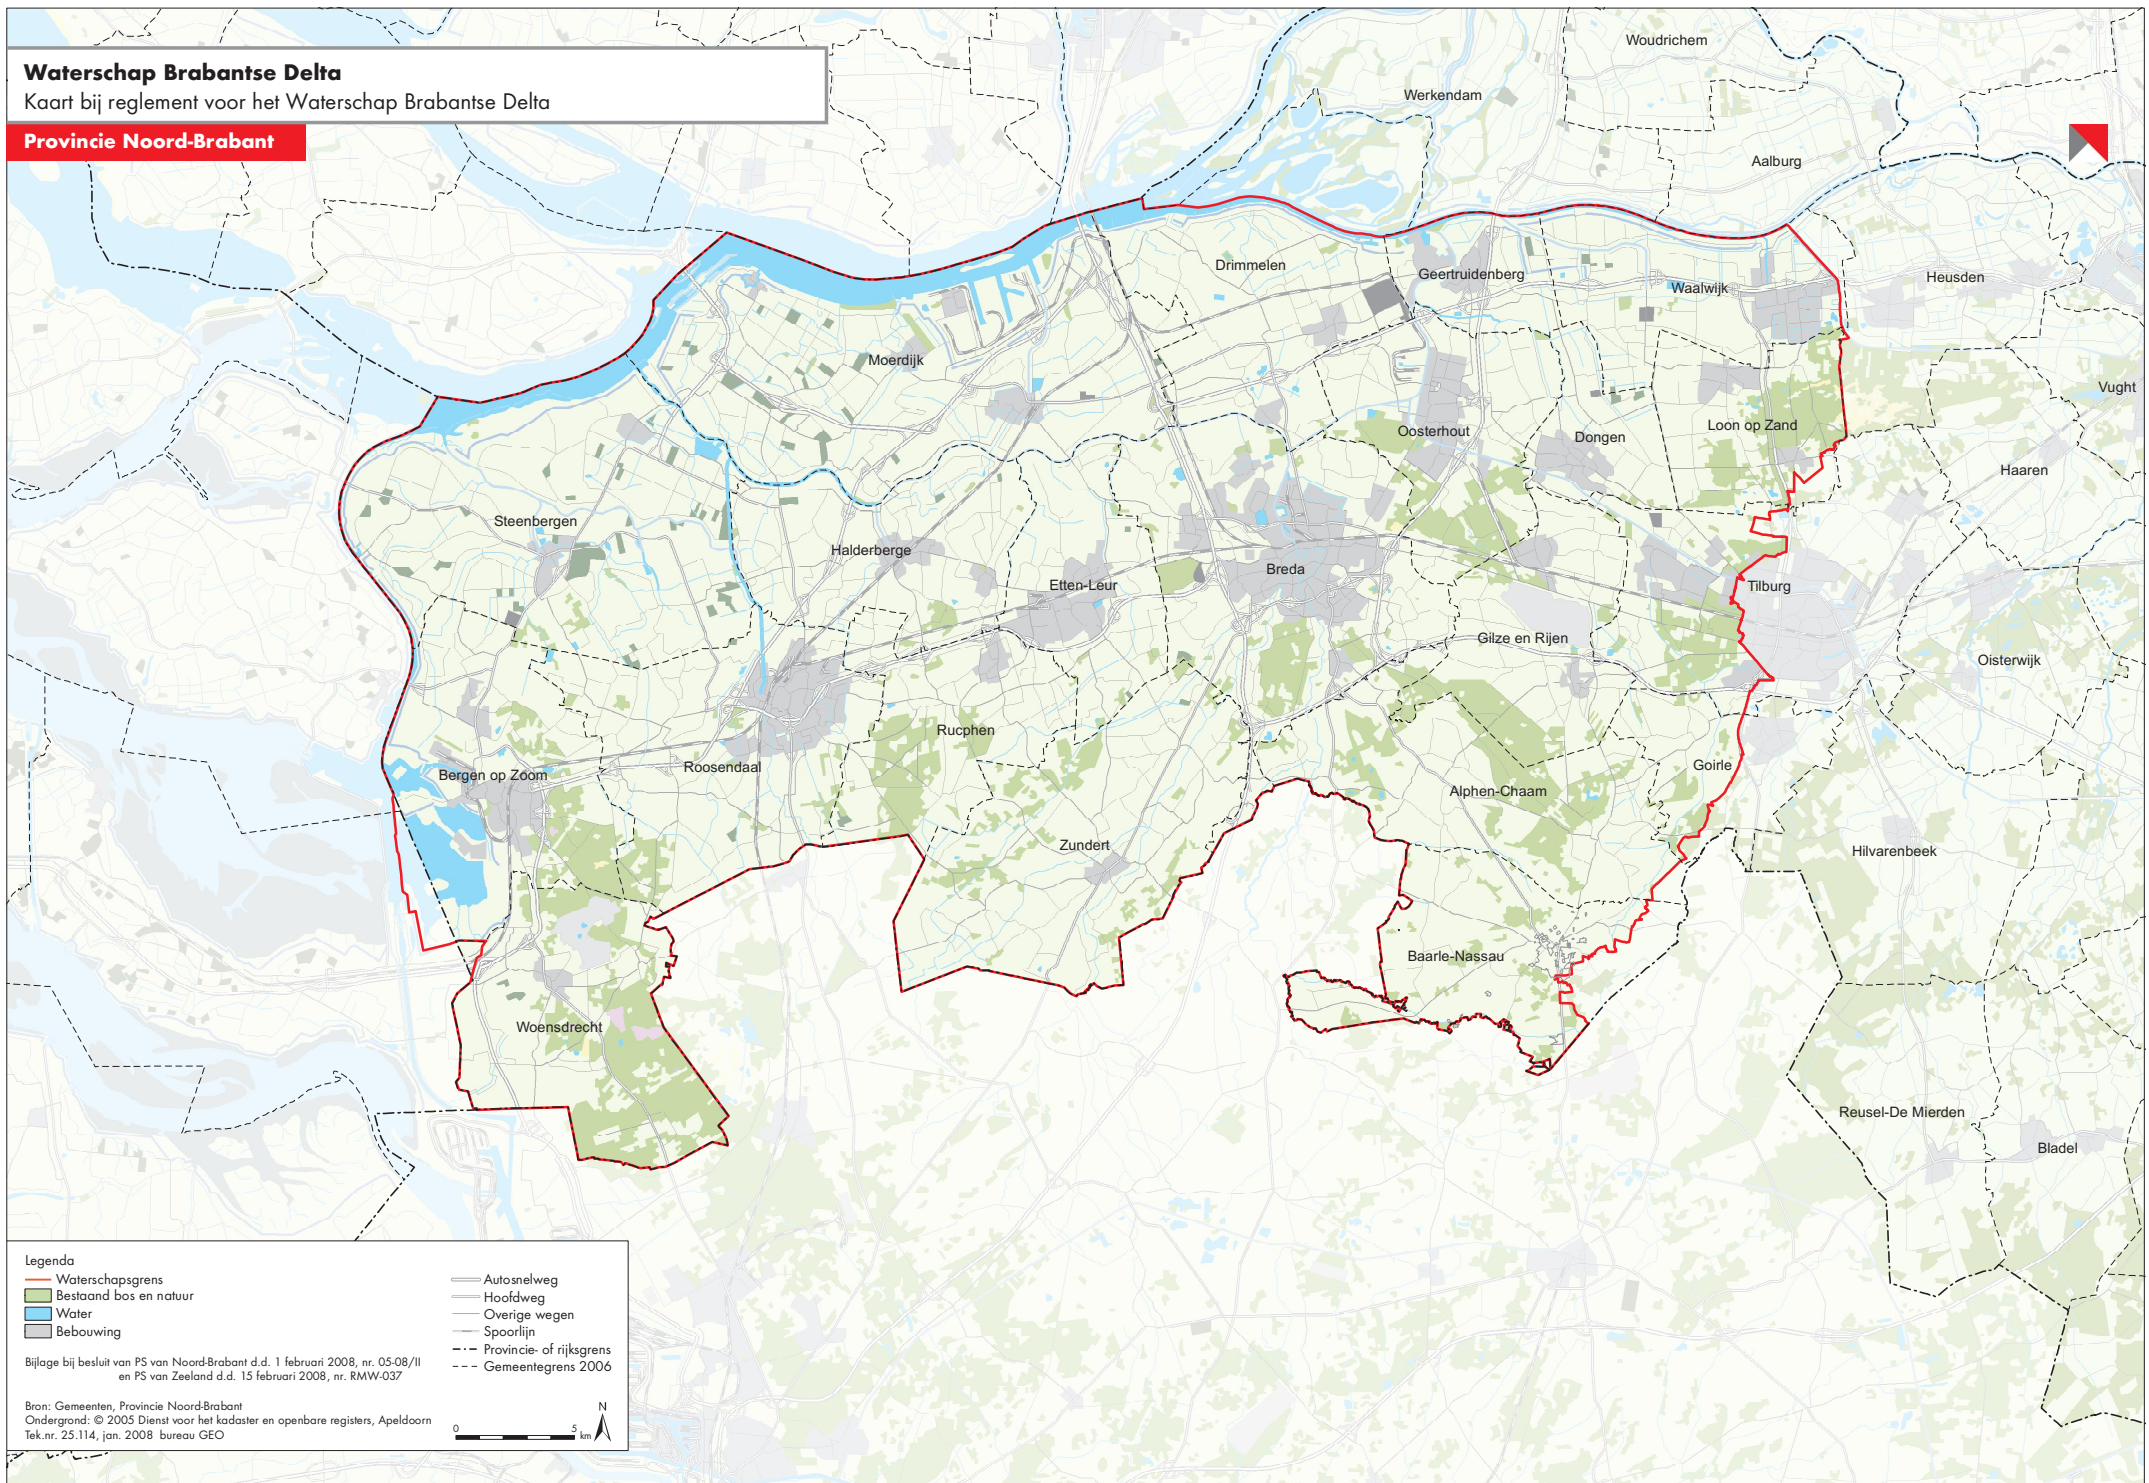 Waterschap Brabantse Delta
Kaart bij reglement voor het Waterschap Brabantse Delta
Provincie Noord-Brabant
Woudrichem
Werkendam
Aalburg
Drimmelen
Geertruidenberg
Waalwijk
Heusden
Moerdijk
Vught
Oosterhout
Dongen
Loon op Zand
Haaren
Steenbergen
Halderberge
Etten-Leur
Breda
Tilburg
Gilze en Rijen
Oisterwijk
Rucphen
Roosendaal
Bergen op Zoom
Goirle
Alphen-Chaam
Zundert
Hilvarenbeek
Baarle-Nassau
Woensdrecht
Reusel-De Mierden
Bladel
Legenda
Waterschapsgrens
Bestaand bos en natuur
Water
Bebouwing
Autosnelweg
Hoofdweg
Overige wegen
Spoorlijn
Provincie- of rijksgrens
Gemeentegrens 2006
Bijlage bij besluit van PS van Noord-Brabant d.d. 1 februari 2008, nr. 05-08/II
en PS van Zeeland d.d. 15 februari 2008, nr. RMW-037
Bron: Gemeenten, Provincie Noord-Brabant
Ondergrond: © 2005 Dienst voor het kadaster en openbare registers, Apeldoorn
Tek.nr. 25.114, jan. 2008 bureau GEO
0 5 km
N